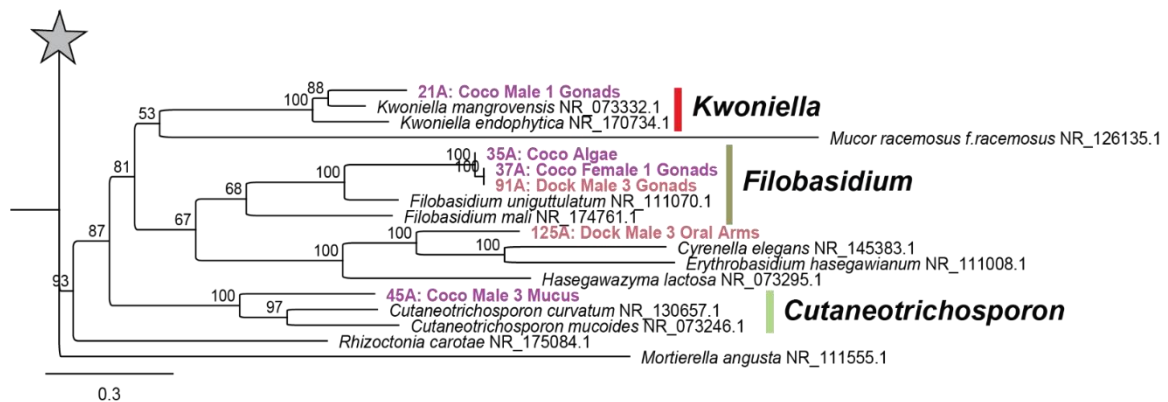 88
21A: Coco Male 1 Gonads
100
Kwoniella mangrovensis NR_073332.1
Kwoniella
53
Kwoniella endophytica NR_170734.1
Mucor racemosus f.racemosus NR_126135.1
100
35A: Coco Algae
81
100
100
37A: Coco Female 1 Gonads
Filobasidium
68
91A: Dock Male 3 Gonads
Filobasidium uniguttulatum NR_111070.1
67
Filobasidium mali NR_174761.1
100
125A: Dock Male 3 Oral Arms
87
100
100
Cyrenella elegans NR_145383.1
Erythrobasidium hasegawianum NR_111008.1
93
Hasegawazyma lactosa NR_073295.1
100
45A: Coco Male 3 Mucus
97
Cutaneotrichosporon curvatum NR_130657.1
Cutaneotrichosporon
Cutaneotrichosporon mucoides NR_073246.1
Rhizoctonia carotae NR_175084.1
Mortierella angusta NR_111555.1
0.3